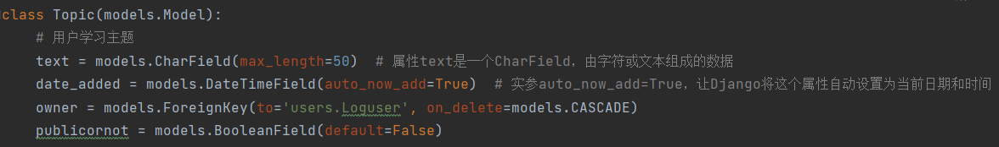 class Topic(models.Model):
# 用户学习主题
text = models.CharField(max_length=50)  # 属性text是一个CharField，由字符或文本组成的数据
date_added = models.DateTimeField(auto_now_add=True)  # 实参auto_now_add=True，让Django将这个属性自动设置为当前日期和时间
owner = models.ForeignKey(to='users.Loguser', on_delete=models.CASCADE)
publicornot = models.BooleanField(default=False)